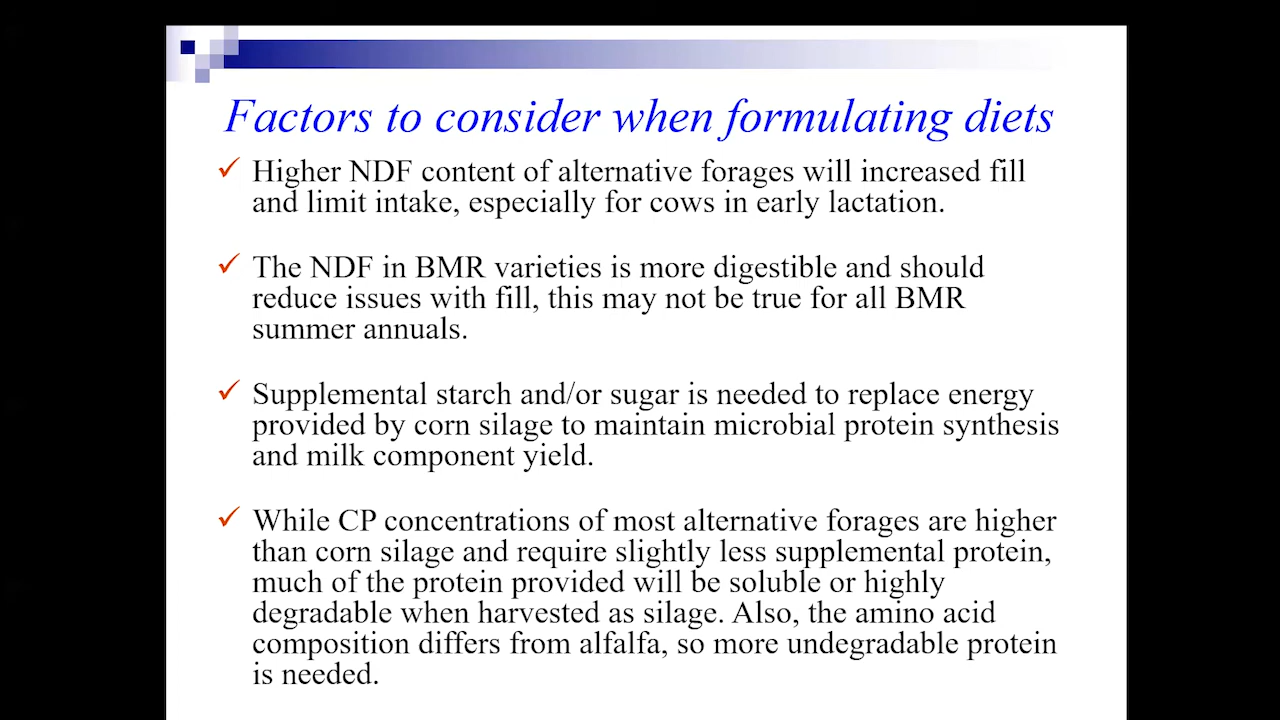 Factors to consider when formulating diets
Higher NDF content of alternative forages will increased fill
and limit intake, especially for cows in early lactation.
The NDF in BMR varieties is more digestible and should
reduce issues with fill, this may not be true for all BMR
summer annuals.
Supplemental starch and/or sugar is needed to replace energy
provided by corn silage to maintain microbial protein synthesis
and milk component yield.
While CP concentrations of most alternative forages are higher
than corn silage and require slightly less supplemental protein,
much of the protein provided will be soluble or highly
degradable when harvested as silage. Also, the amino acid
composition differs from alfalfa, so more undegradable protein
is needed.